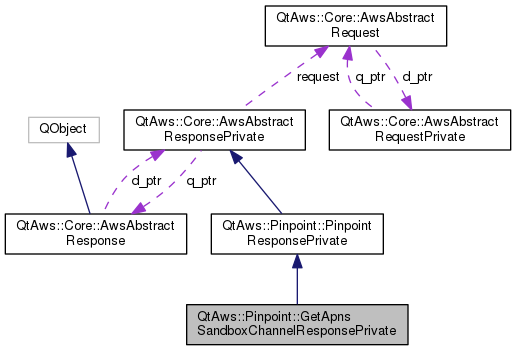 QtAws::Core::AwsAbstract
Request
request
q_ptr
d_ptr
QObject
QtAws::Core::AwsAbstract
ResponsePrivate
QtAws::Core::AwsAbstract
RequestPrivate
d_ptr
q_ptr
QtAws::Core::AwsAbstract
Response
QtAws::Pinpoint::Pinpoint
ResponsePrivate
QtAws::Pinpoint::GetApns
SandboxChannelResponsePrivate